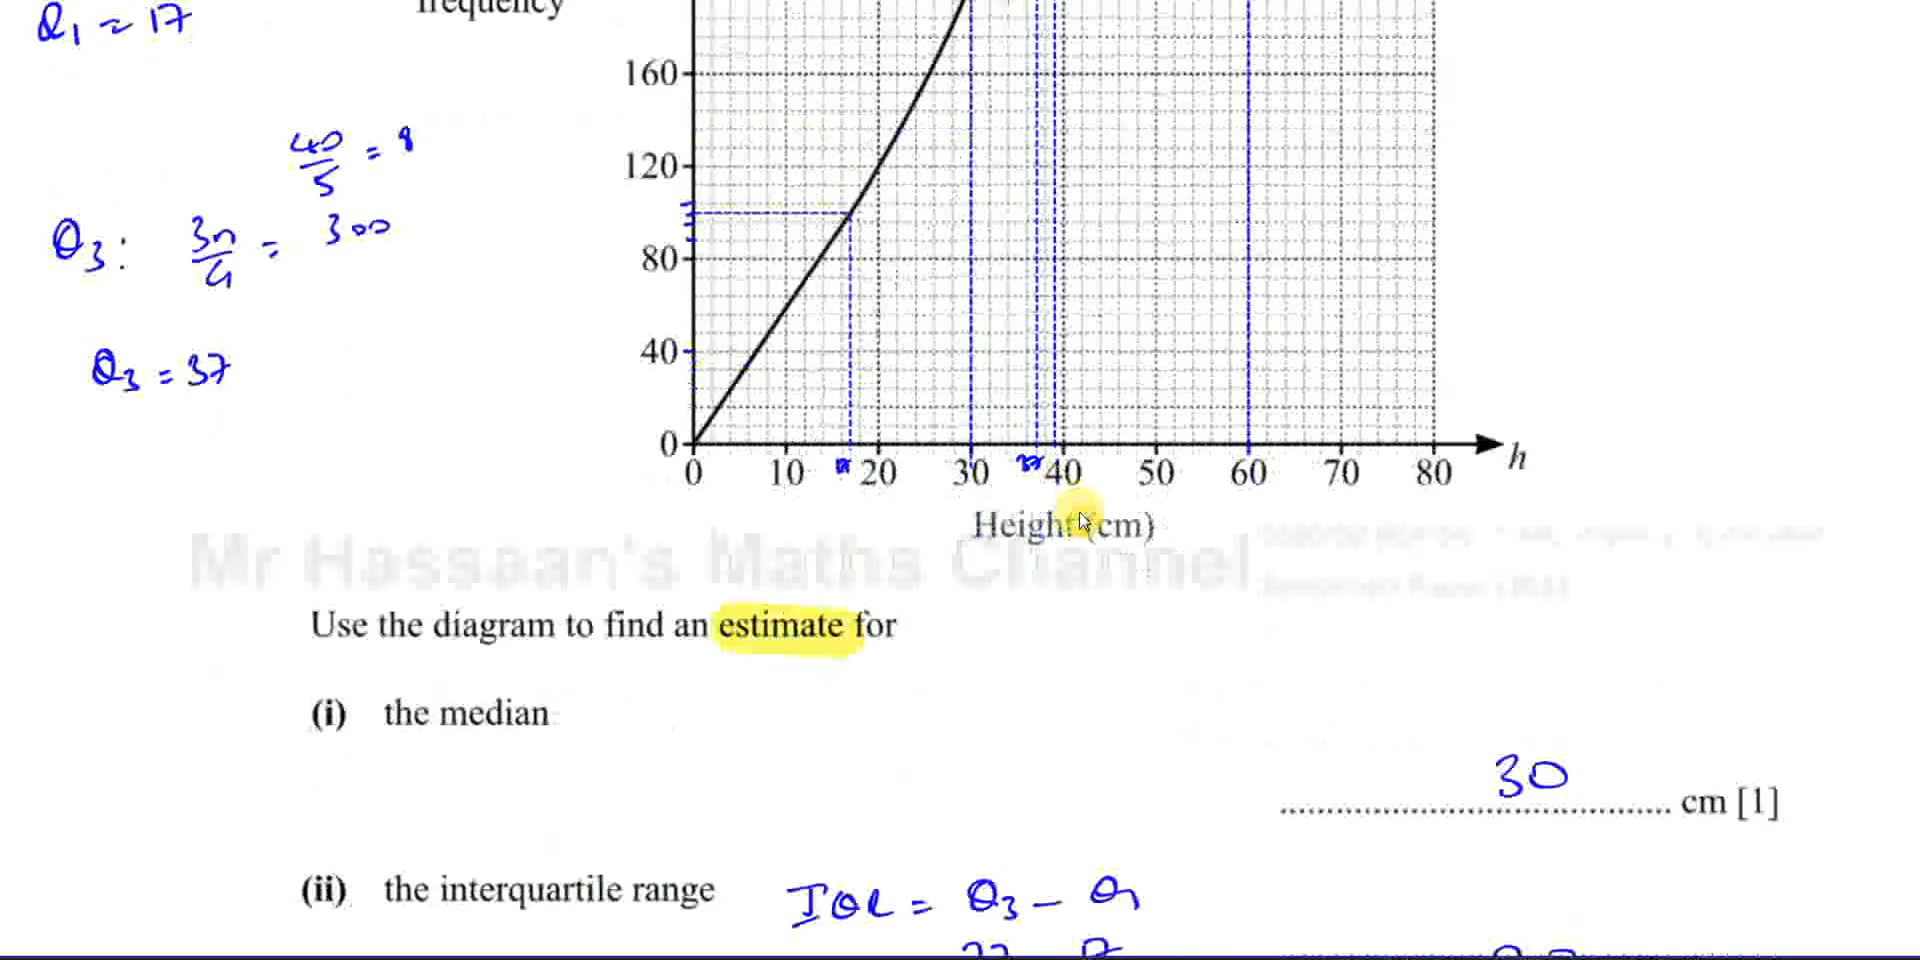 Q₁ = 17
frequency
160
40/5 = 8
120
Q₃ : 3n/4 = 300
80
40
Q₃ = 37
0
0 10 17 20 30 37 40 50 60 70 80 h
Height (cm)
Mr Hassaan's Maths Channel
Use the diagram to find an estimate for
(i) the median
30
cm [1]
(ii) the interquartile range IQR = Q₃ - Q₁